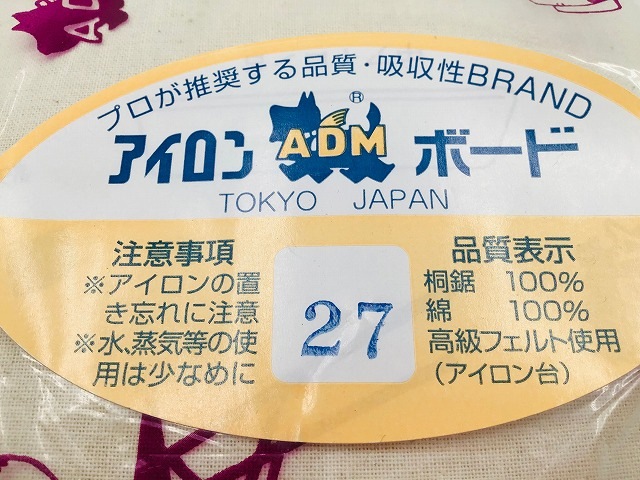 プロが推奨する品質・吸収性BRAND
アイロン ADM® ボード
TOKYO JAPAN
注意事項
※アイロンの置
き忘れに注意
※水、蒸気等の使
用は少なめに
27
品質表示
桐鋸 100%
綿 100%
高級フェルト使用
(アイロン台)